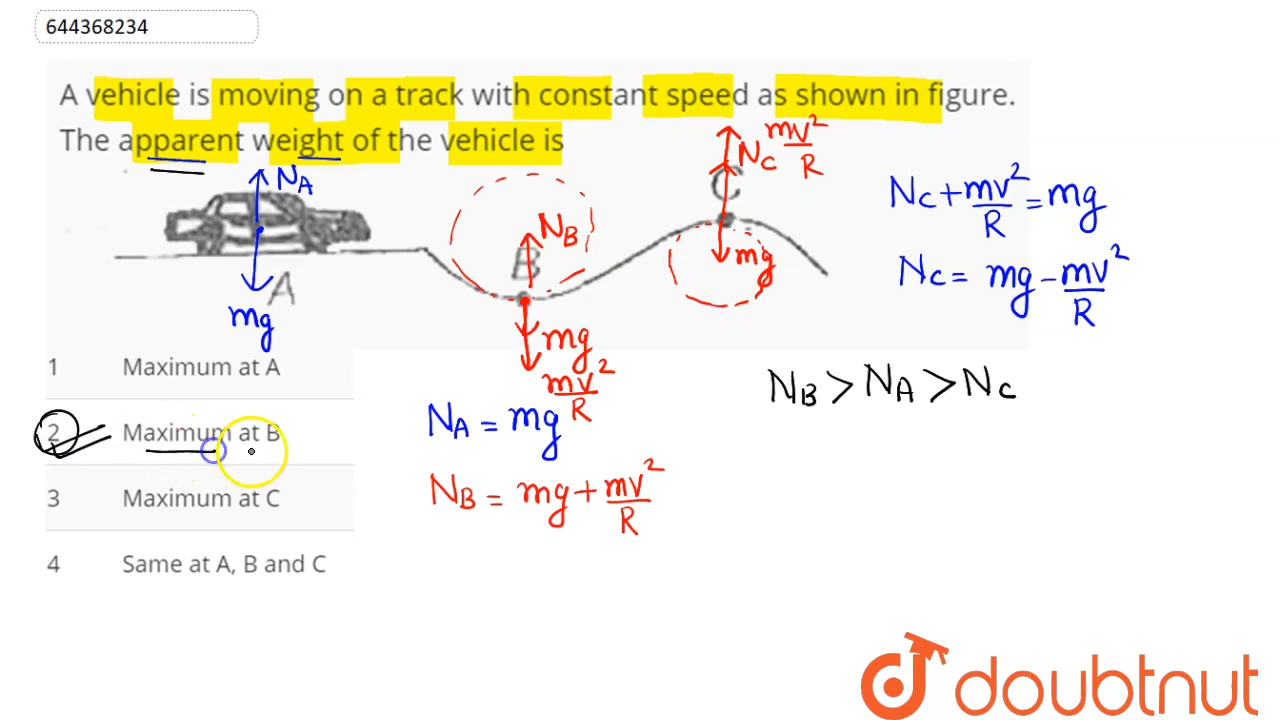 644368234
A vehicle is moving on a track with constant speed as shown in figure.
The apparent weight of the vehicle is
N_A
mg
A
N_B
B
mg
mv²/R
N_C
mv²/R
C
mg
N_C + mv²/R = mg
N_C = mg - mv²/R
1 Maximum at A
2 Maximum at B
3 Maximum at C
4 Same at A, B and C
N_A = mg
N_B = mg + mv²/R
N_B > N_A > N_C
doubtnut